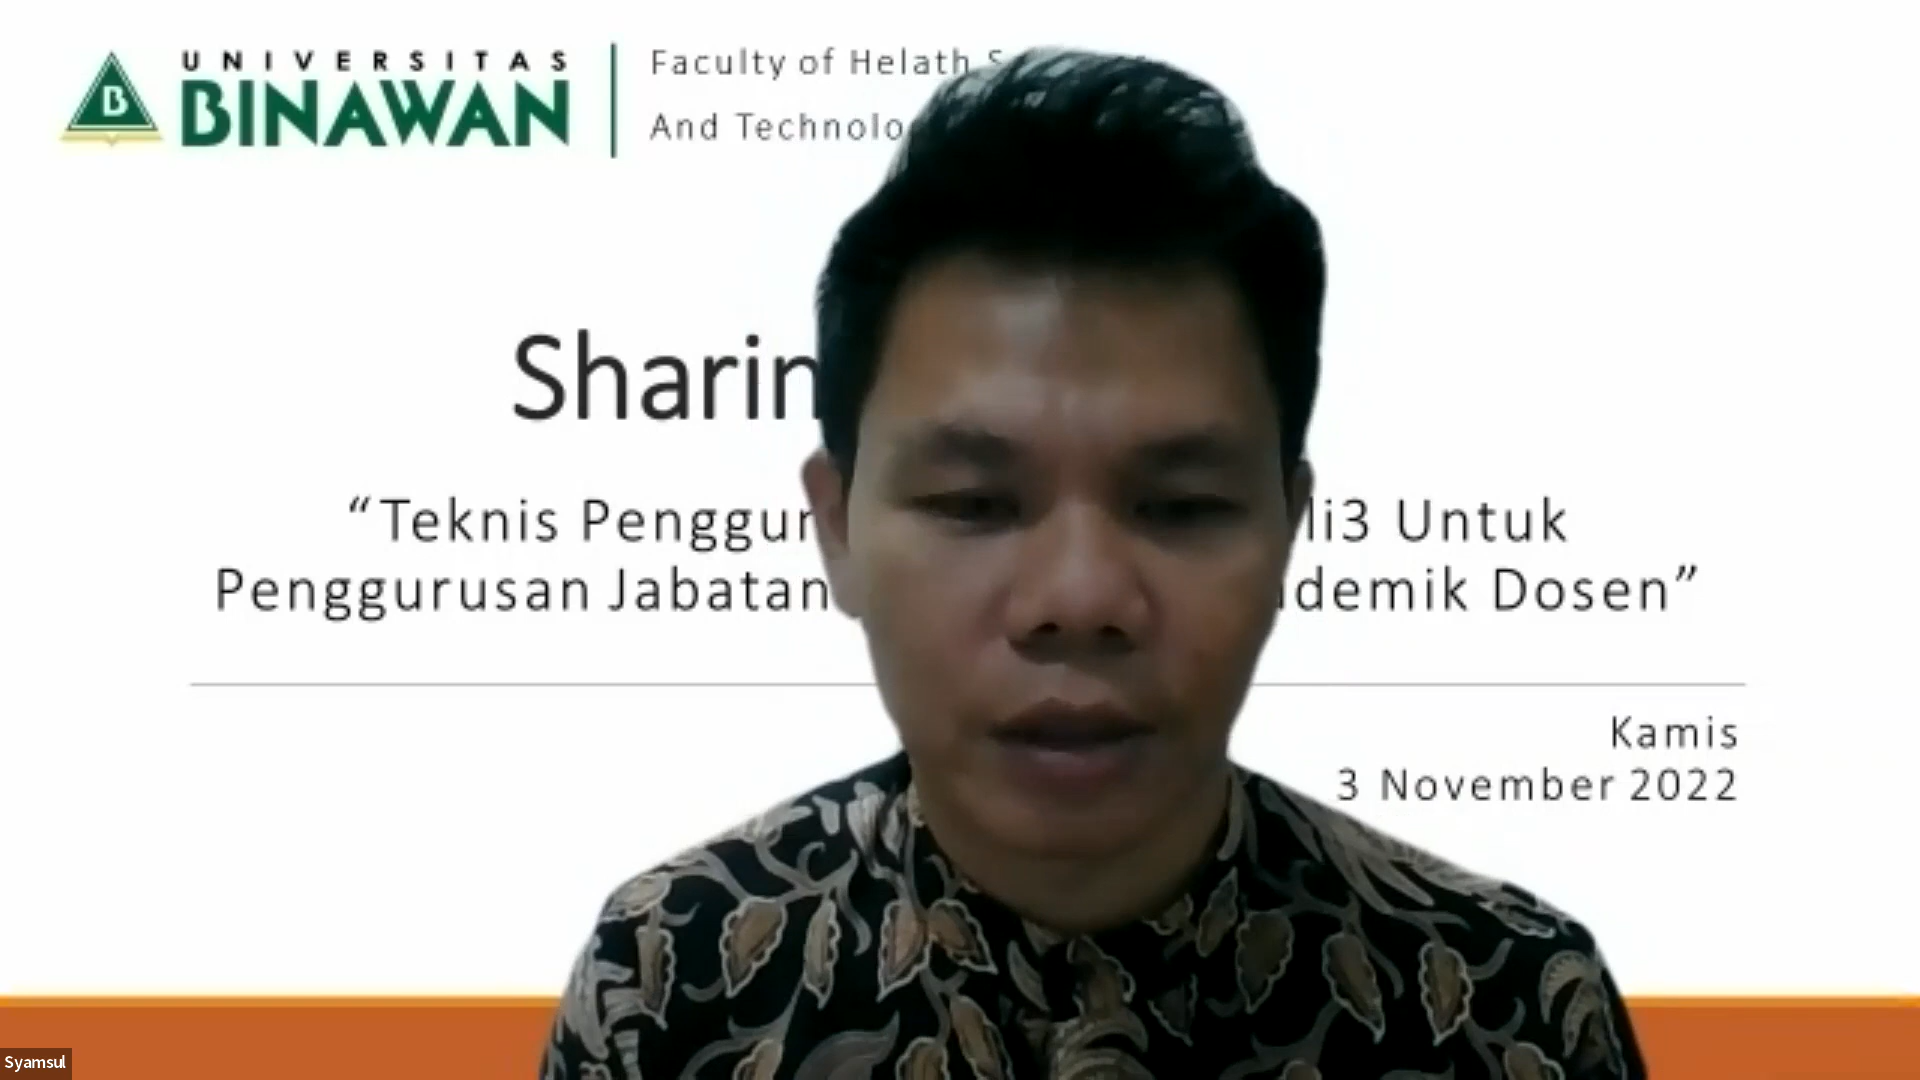 UNIVERSITAS
BINAWAN
B
Faculty of Helath
And Technolo
Sharin
“Teknis Penggun li3 Untuk
Penggurusan Jabatan demik Dosen”
Kamis
3 November 2022
Syamsul